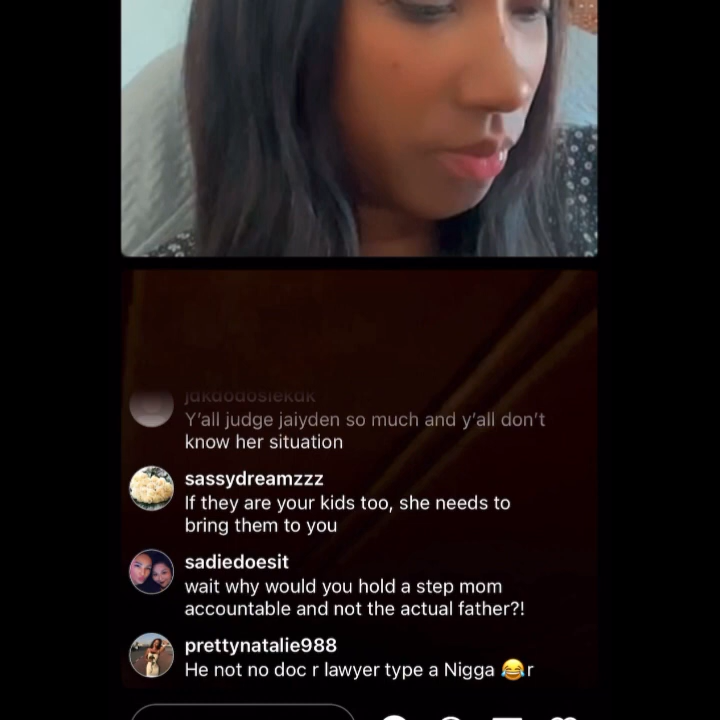 Y'all judge jaiyden so much and y'all don't
know her situation
sassydreamzzz
If they are your kids too, she needs to
bring them to you
sadiedoesit
wait why would you hold a step mom
accountable and not the actual father?!
prettynatalie988
He not no doc r lawyer type a Nigga 😂r